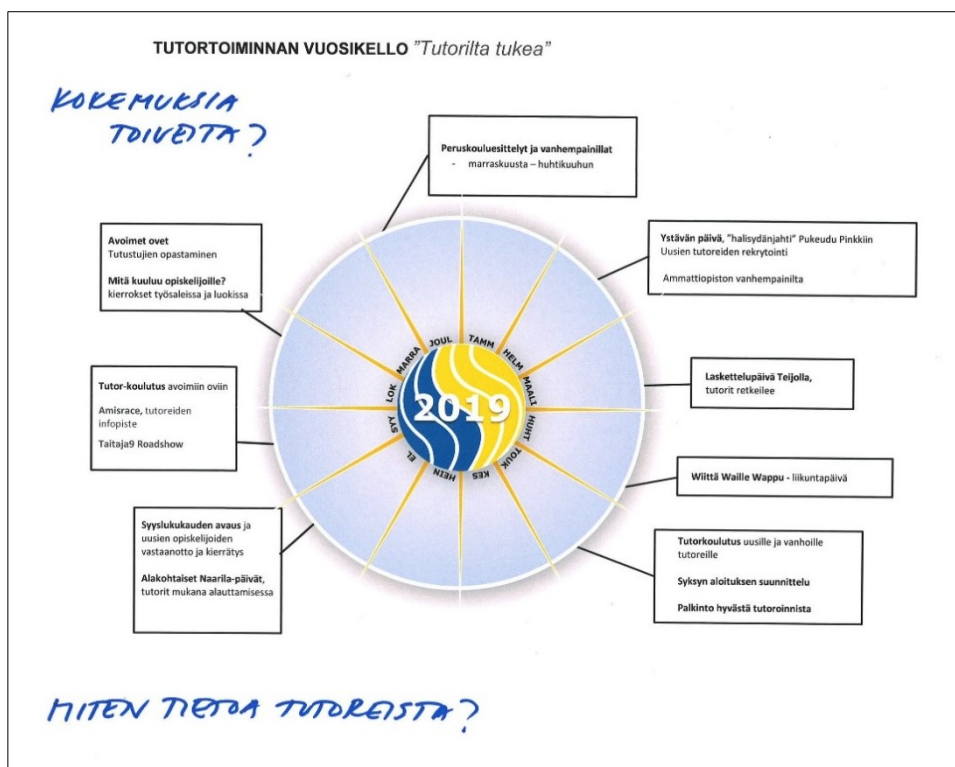 TUTORTOIMINNAN VUOSIKELLO "Tutorilta tukea"
KOKEMUKSIA
TOIVEITA?
Peruskouluesittelyt ja vanhempainillat
- marraskuusta – huhtikuuhun
Ystävän päivä, "halisydänjahti" Pukeudu Pinkkiin
Uusien tutoreiden rekrytointi
Ammattiopiston vanhempainilta
Laskettelupäivä Teijolla,
tutorit retkeilee
Wiittä Waille Wappu - liikuntapäivä
Tutorkoulutus uusille ja vanhoille
tutoreille
Syksyn aloituksen suunnittelu
Palkinto hyvästä tutoroinnista
Syyslukukauden avaus ja
uusien opiskelijoiden
vastaanotto ja kierrätys
Alakohtaiset Naarila-päivät,
tutorit mukana alauttamisessa
Tutor-koulutus avoimiin oviin
Amisrace, tutoreiden
infopiste
Taitaja9 Roadshow
Avoimet ovet
Tutustujien opastaminen
Mitä kuuluu opiskelijoille?
kierrokset työsaleissa ja luokissa
TAMM
HELM
MAALI
HUHT
TOUK
KES
HEIN
EL
SYY
LOK
MARRA
JOUL
2019
MITEN TIETOA TUTOREISTA?